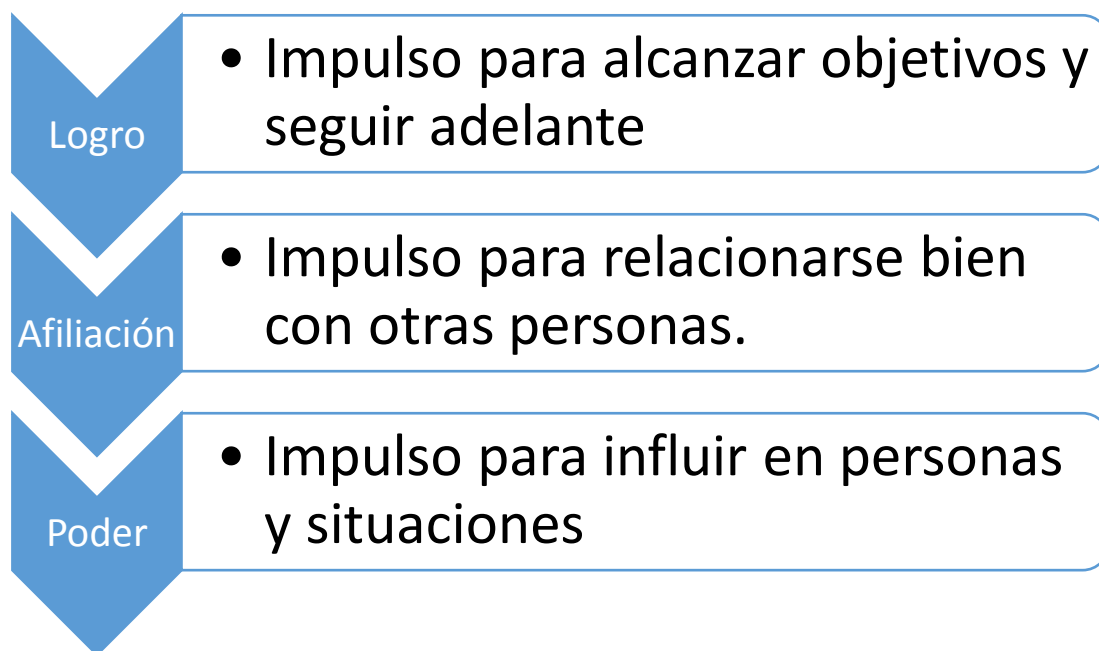 Logro
• Impulso para alcanzar objetivos y
seguir adelante
Afiliación
• Impulso para relacionarse bien
con otras personas.
Poder
• Impulso para influir en personas
y situaciones